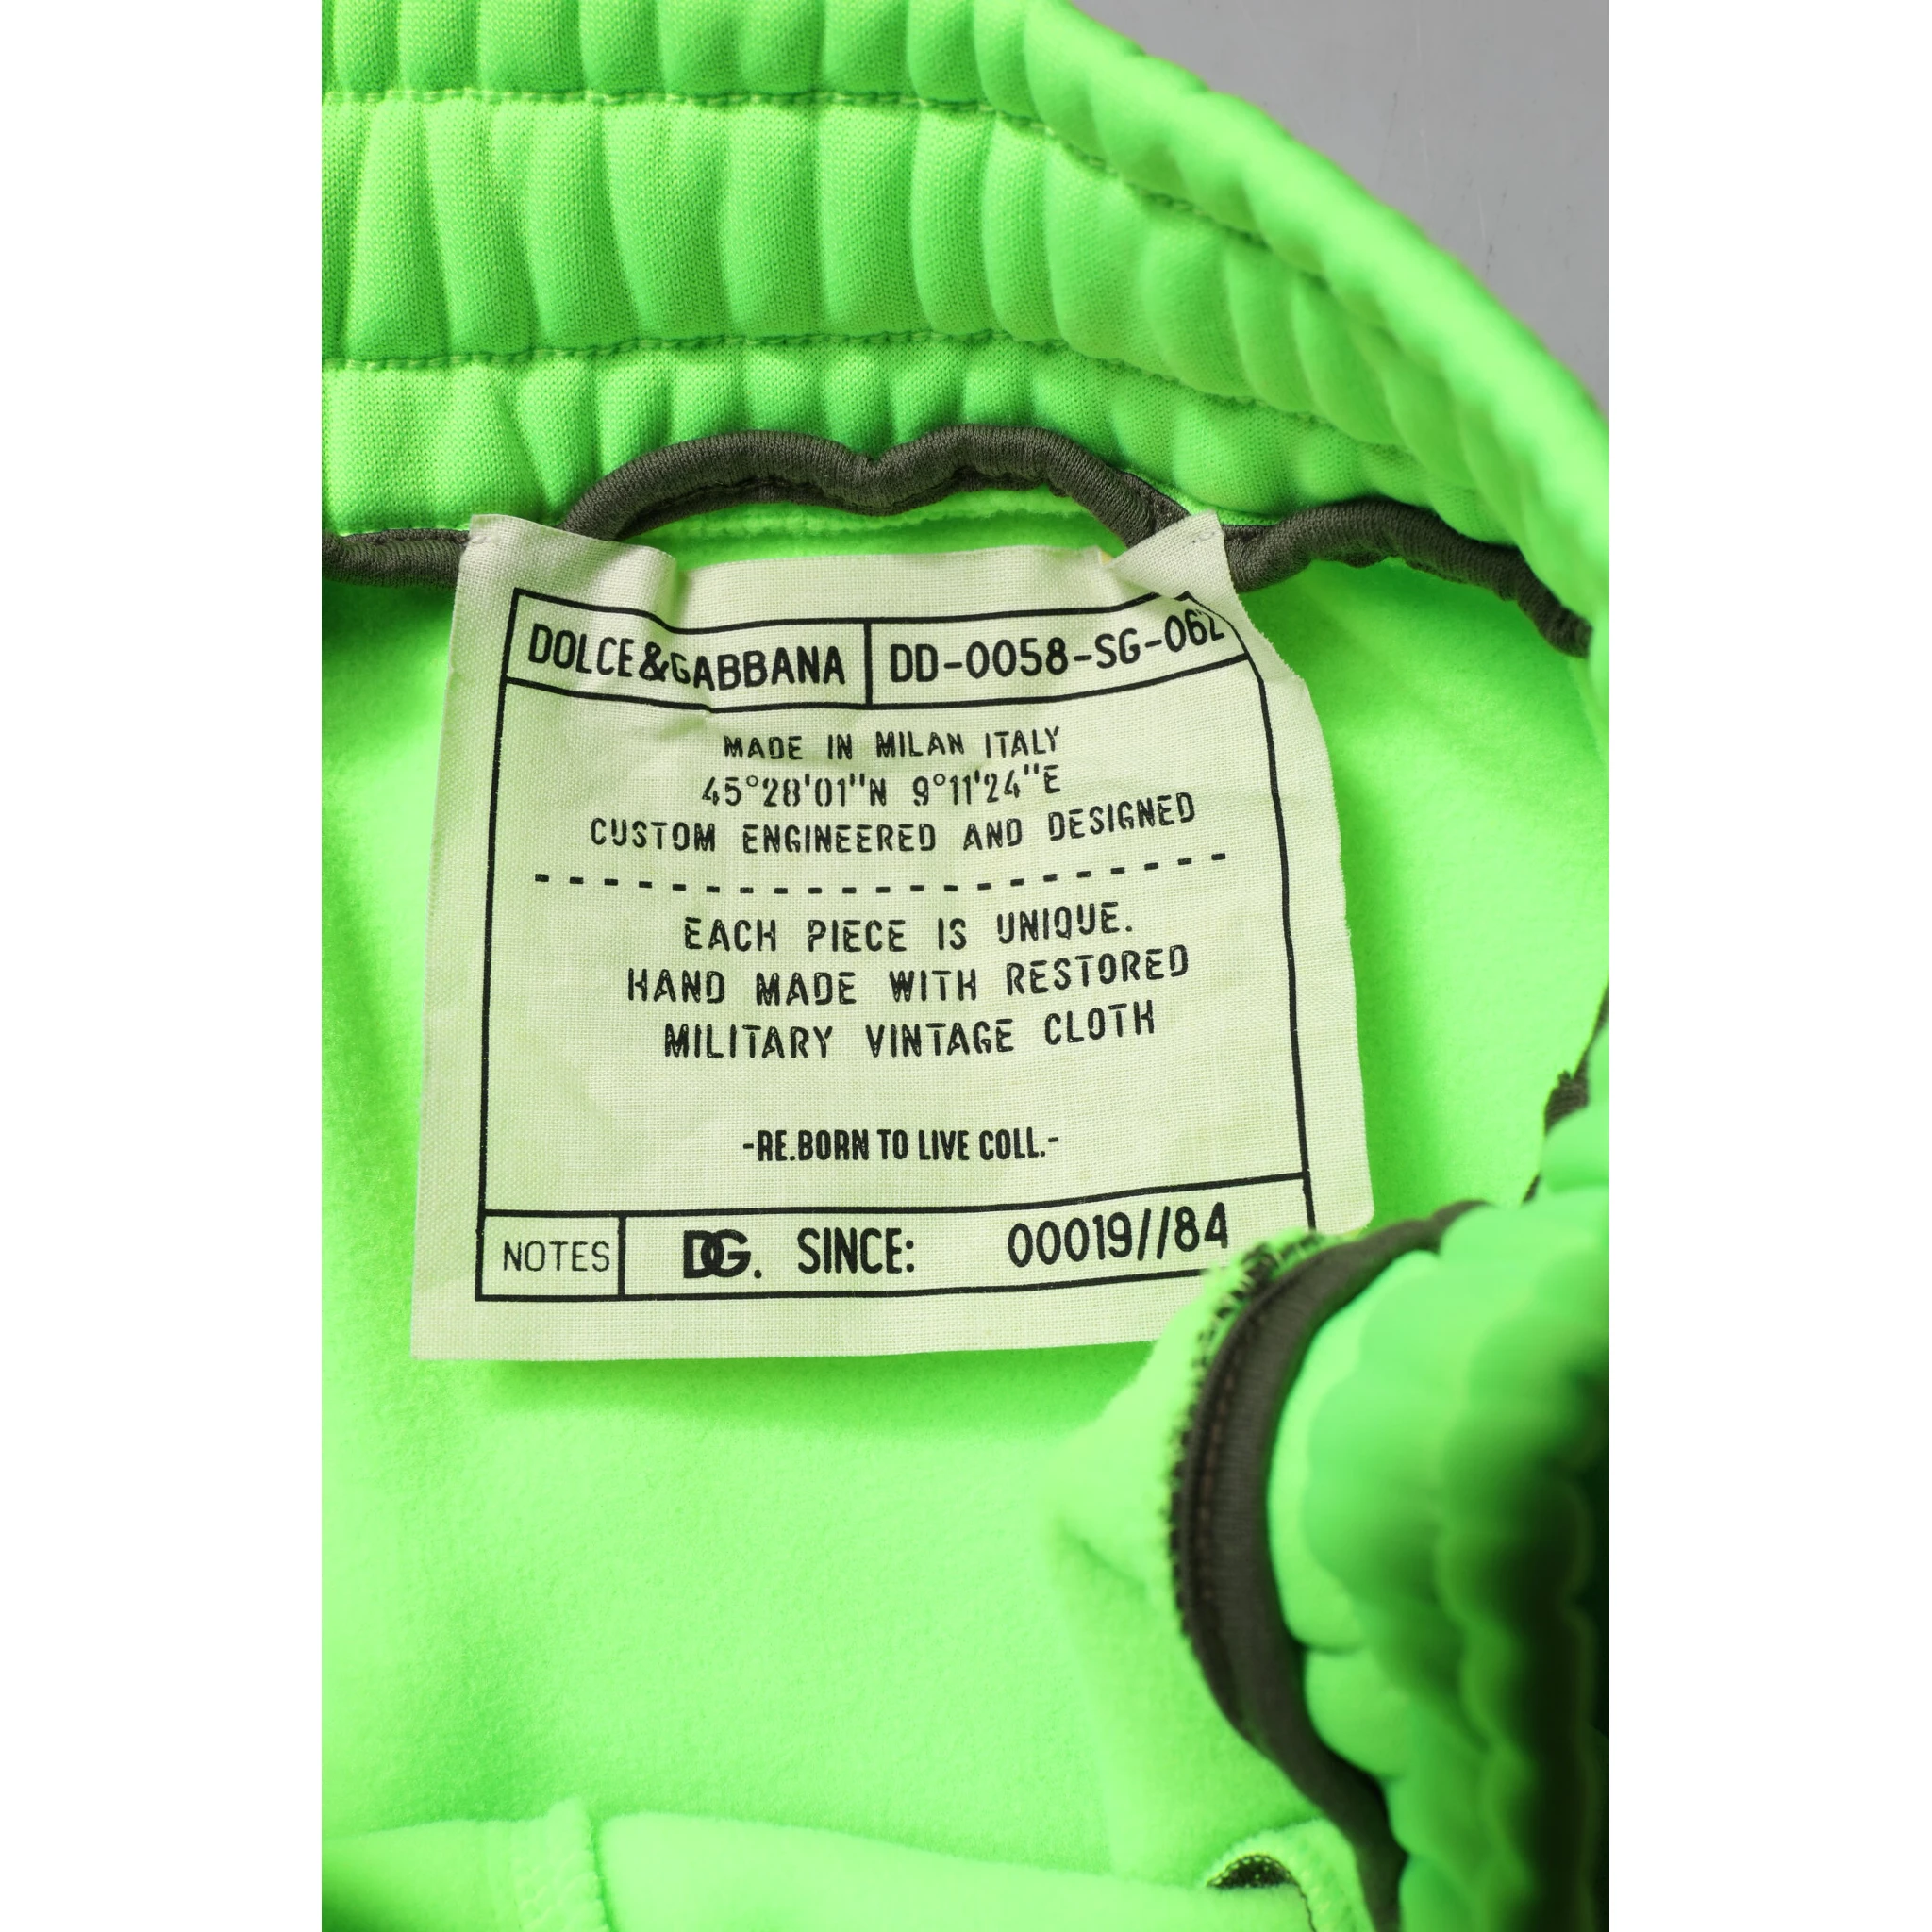 DOLCE&GABBANA DD-0058-SG-062
MADE IN MILAN ITALY
45°28'01"N 9°11'24"E
CUSTOM ENGINEERED AND DESIGNED
--------------------
EACH PIECE IS UNIQUE.
HAND MADE WITH RESTORED
MILITARY VINTAGE CLOTH
-RE.BORN TO LIVE COLL.-
NOTES DG. SINCE: 00019//84